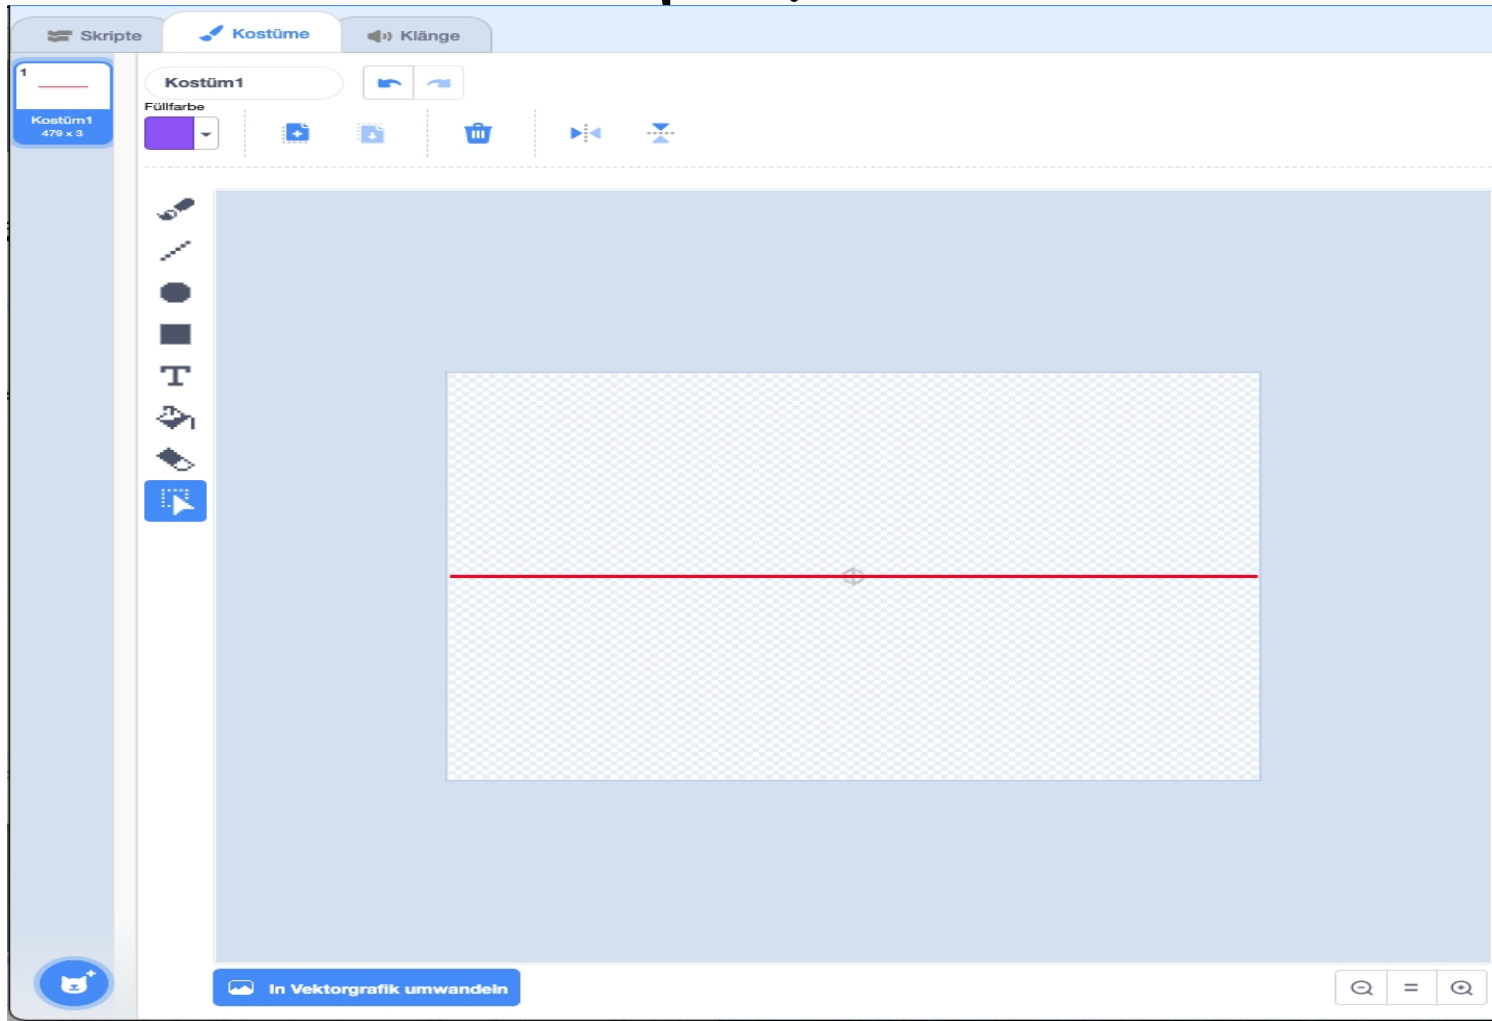 Skripte
Kostüme
Klänge
1
Kostüm1
479 x 3
Kostüm1
Füllfarbe
T
In Vektorgrafik umwandeln